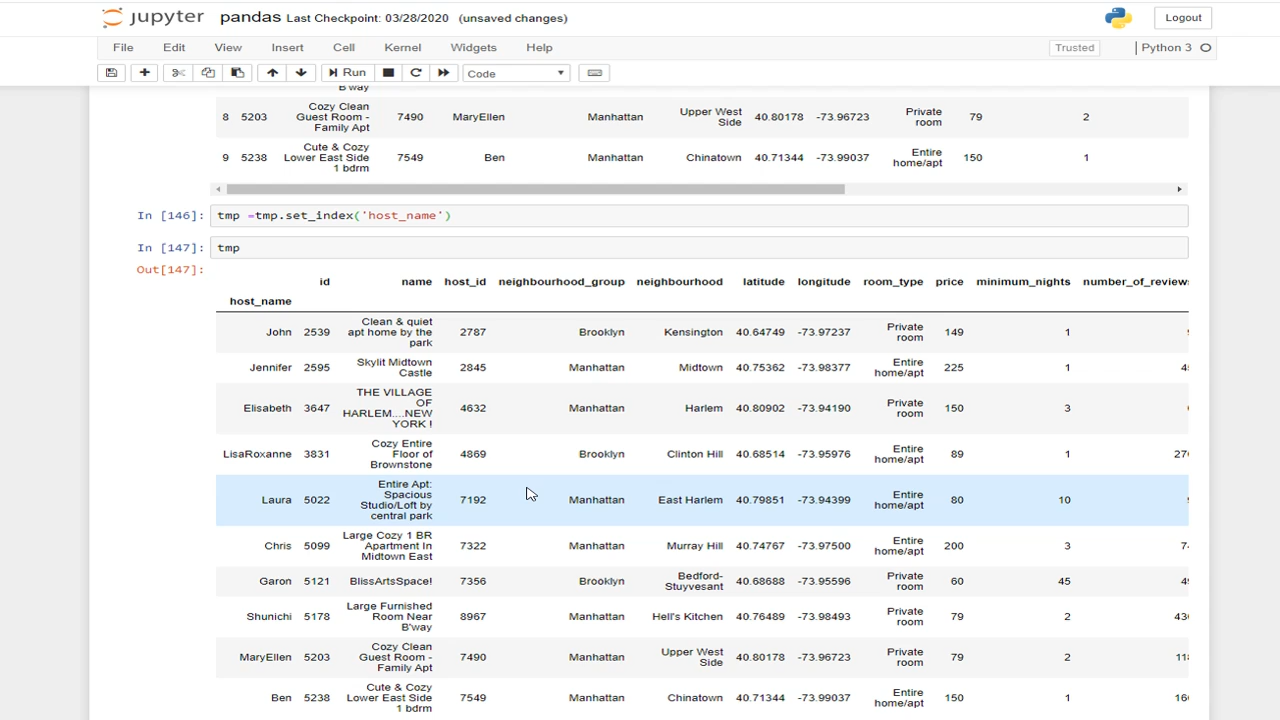 jupyter pandas Last Checkpoint: 03/28/2020 (unsaved changes) Logout
File Edit View Insert Cell Kernel Widgets Help Trusted Python 3
Run Code
B'way
8 5203 Cozy Clean Guest Room - Family Apt 7490 MaryEllen Manhattan Upper West Side 40.80178 -73.96723 Private room 79 2
9 5238 Cute & Cozy Lower East Side 1 bdrm 7549 Ben Manhattan Chinatown 40.71344 -73.99037 Entire home/apt 150 1
In [146]: tmp =tmp.set_index('host_name')
In [147]: tmp
Out[147]:
id name host_id neighbourhood_group neighbourhood latitude longitude room_type price minimum_nights number_of_reviews
host_name
John 2539 Clean & quiet apt home by the park 2787 Brooklyn Kensington 40.64749 -73.97237 Private room 149 1
Jennifer 2595 Skylit Midtown Castle 2845 Manhattan Midtown 40.75362 -73.98377 Entire home/apt 225 1
Elisabeth 3647 THE VILLAGE OF HARLEM....NEW YORK ! 4632 Manhattan Harlem 40.80902 -73.94190 Private room 150 3
LisaRoxanne 3831 Cozy Entire Floor of Brownstone 4869 Brooklyn Clinton Hill 40.68514 -73.95976 Entire home/apt 89 1
Laura 5022 Entire Apt: Spacious Studio/Loft by central park 7192 Manhattan East Harlem 40.79851 -73.94399 Entire home/apt 80 10
Chris 5099 Large Cozy 1 BR Apartment In Midtown East 7322 Manhattan Murray Hill 40.74767 -73.97500 Entire home/apt 200 3
Garon 5121 BlissArtsSpace! 7356 Brooklyn Bedford-Stuyvesant 40.68688 -73.95596 Private room 60 45
Shunichi 5178 Large Furnished Room Near B'way 8967 Manhattan Hell's Kitchen 40.76489 -73.98493 Private room 79 2
MaryEllen 5203 Cozy Clean Guest Room - Family Apt 7490 Manhattan Upper West Side 40.80178 -73.96723 Private room 79 2
Ben 5238 Cute & Cozy Lower East Side 1 bdrm 7549 Manhattan Chinatown 40.71344 -73.99037 Entire home/apt 150 1